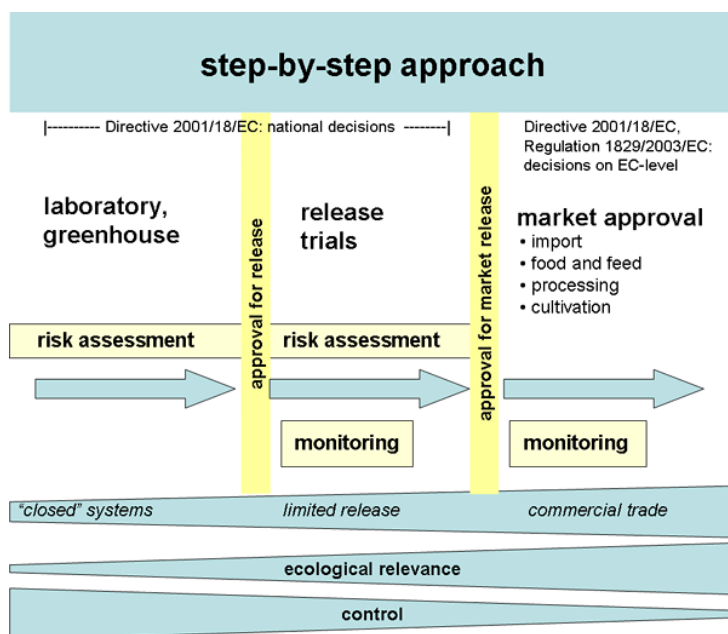 step-by-step approach
|---------- Directive 2001/18/EC: national decisions --------|
Directive 2001/18/EC,
Regulation 1829/2003/EC:
decisions on EC-level
laboratory,
greenhouse
approval for release
release
trials
approval for market release
market approval
• import
• food and feed
• processing
• cultivation
risk assessment
risk assessment
monitoring
monitoring
"closed" systems
limited release
commercial trade
ecological relevance
control